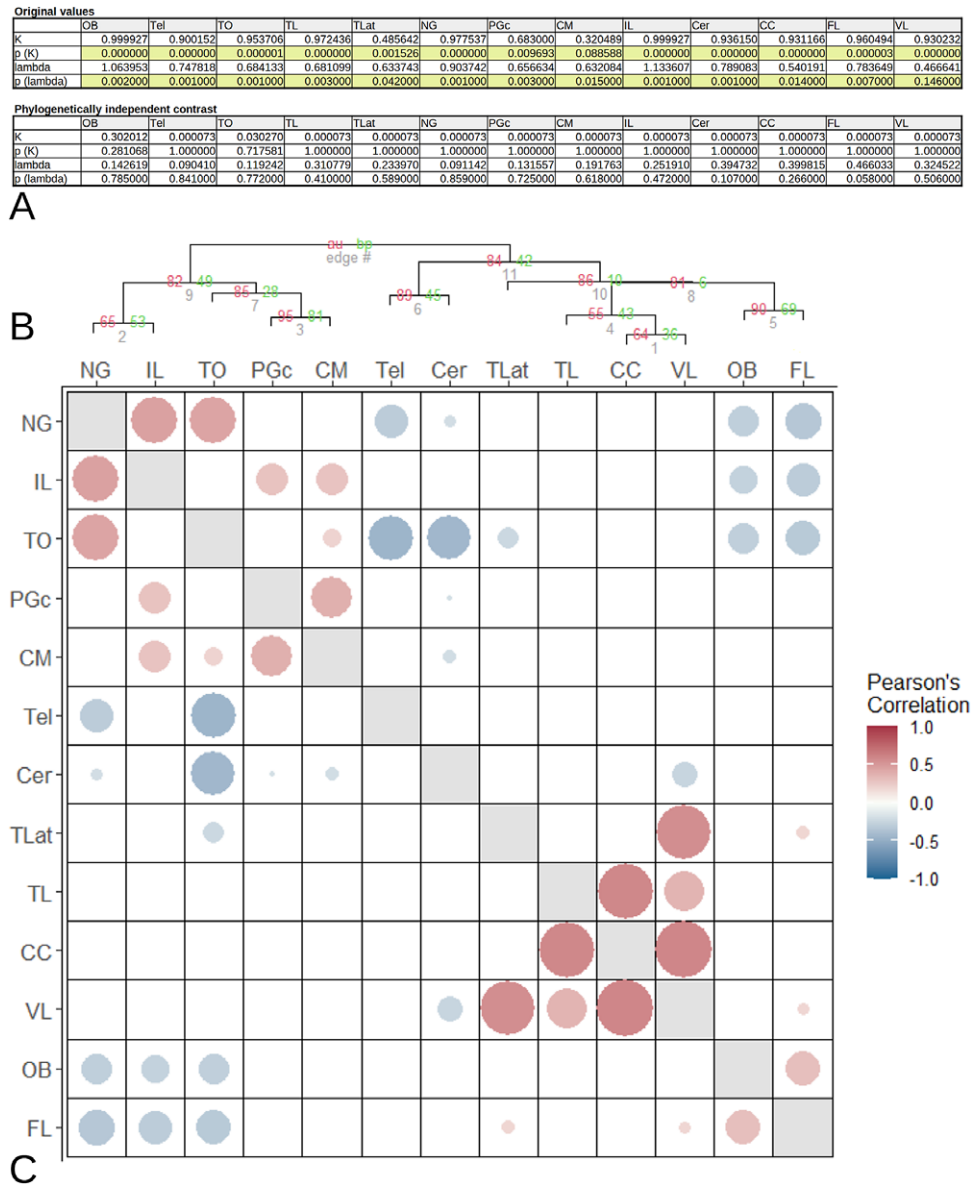 Original values
OB Tel TO TL TLat NG PGc CM IL Cer CC FL VL
K 0.999927 0.900152 0.953706 0.972436 0.485642 0.977537 0.683000 0.320489 0.999927 0.936150 0.931166 0.960494 0.930232
p (K) 0.000000 0.000000 0.000001 0.000000 0.001526 0.000000 0.009693 0.088588 0.000000 0.000000 0.000000 0.000003 0.000000
lambda 1.063953 0.747818 0.684133 0.681099 0.633743 0.903742 0.656634 0.632084 1.133607 0.789083 0.540191 0.783649 0.466641
p (lambda) 0.002000 0.001000 0.001000 0.003000 0.042000 0.001000 0.003000 0.015000 0.001000 0.001000 0.014000 0.007000 0.146000
Phylogenetically independent contrast
OB Tel TO TL TLat NG PGc CM IL Cer CC FL VL
K 0.302012 0.000073 0.030270 0.000073 0.000073 0.000073 0.000073 0.000073 0.000073 0.000073 0.000073 0.000073 0.000073
p (K) 0.281068 1.000000 0.717581 1.000000 1.000000 1.000000 1.000000 1.000000 1.000000 1.000000 1.000000 1.000000 1.000000
lambda 0.142619 0.090410 0.119242 0.310779 0.233970 0.091142 0.131557 0.191763 0.251910 0.394732 0.399815 0.466033 0.324522
p (lambda) 0.785000 0.841000 0.772000 0.410000 0.589000 0.859000 0.725000 0.618000 0.472000 0.107000 0.266000 0.058000 0.506000
A
au bp
edge #
84 42
11
82 49
9
86 10
10
81 6
8
85 28
7
89 45
6
90 69
5
95 81
3
55 43
4
65 53
2
64 36
1
B
NG IL TO PGc CM Tel Cer TLat TL CC VL OB FL
NG
IL
TO
PGc
CM
Tel
Cer
TLat
TL
CC
VL
OB
FL
Pearson's
Correlation
1.0
0.5
0.0
-0.5
-1.0
C